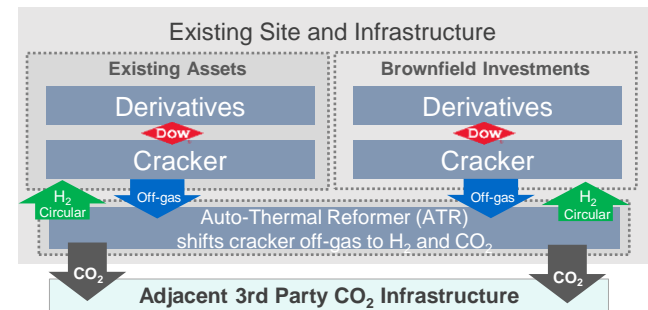 Existing Site and Infrastructure
Existing Assets
Brownfield Investments
Derivatives
Derivatives
Dow
Dow
Cracker
Cracker
H₂
Circular
Off-gas
Off-gas
H₂
Circular
Auto-Thermal Reformer (ATR)
shifts cracker off-gas to H₂ and CO₂
CO₂
CO₂
Adjacent 3rd Party CO₂ Infrastructure